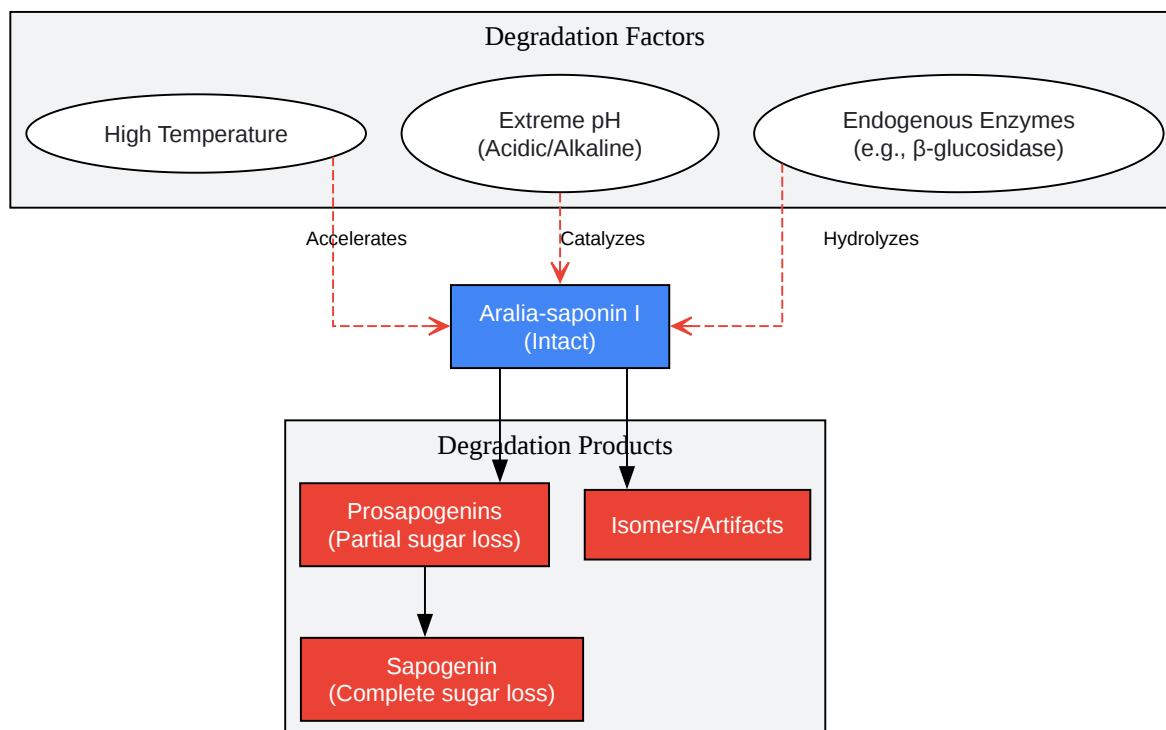 Degradation Factors
High Temperature
Extreme pH
(Acidic/Alkaline)
Endogenous Enzymes
(e.g., β-glucosidase)
Accelerates
Catalyzes
Hydrolyzes
Aralia-saponin I
(Intact)
Degradation Products
Prosapogenins
(Partial sugar loss)
Isomers/Artifacts
Sapogenin
(Complete sugar loss)